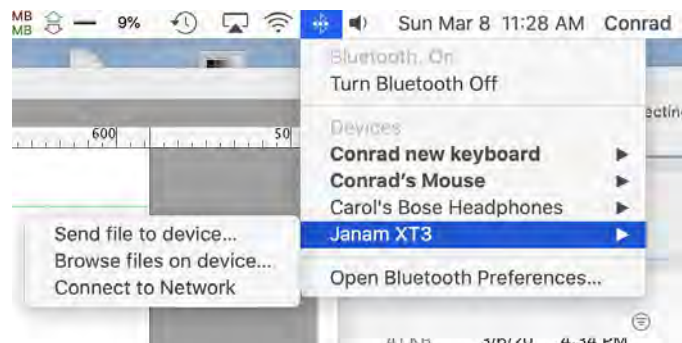 MB
MB
9%
Sun Mar 8 11:28 AM Conrad
Bluetooth: On
Turn Bluetooth Off
Devices
Conrad new keyboard
Conrad's Mouse
Carol's Bose Headphones
Janam XT3
Open Bluetooth Preferences...
Send file to device...
Browse files on device...
Connect to Network
600
50